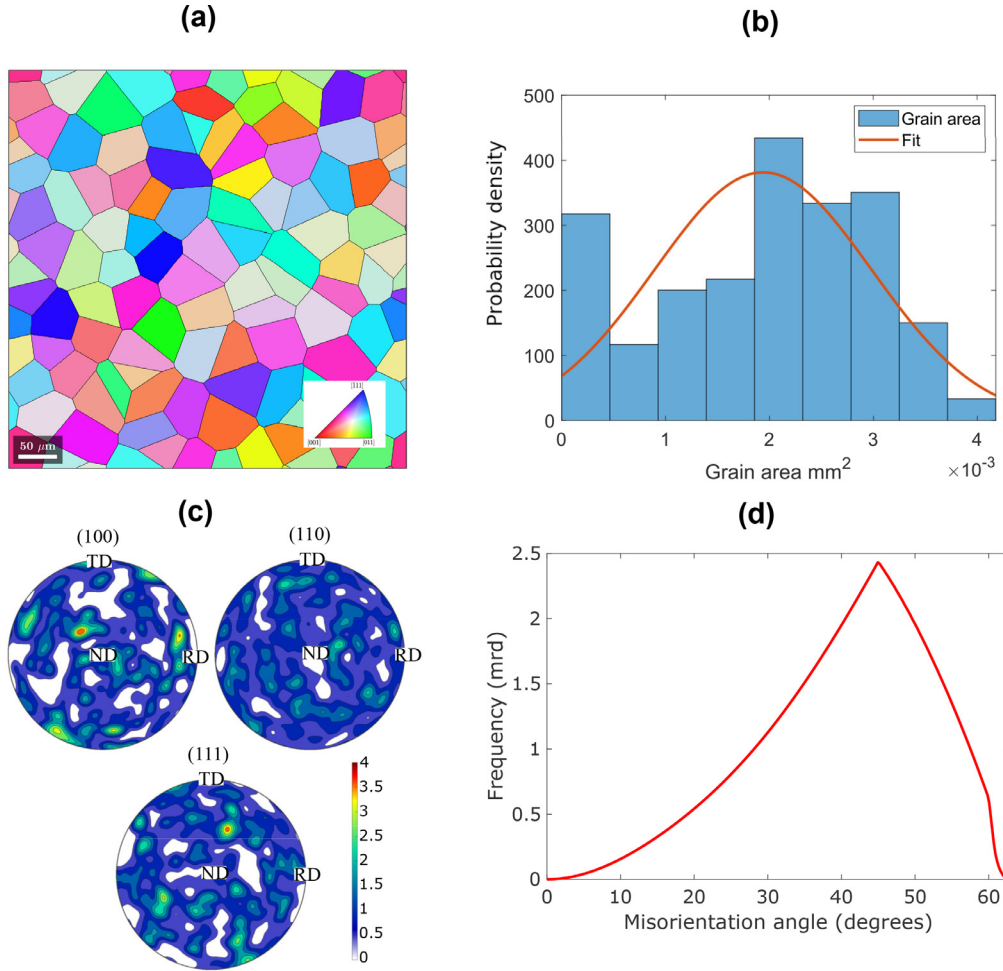 (a)
|111|
|001|
|011|
50 μm
(b)
Probability density
500
400
300
200
100
0
Grain area
Fit
0
1
2
3
4
Grain area mm²
×10⁻³
(c)
(100)
TD
ND
RD
(110)
TD
ND
RD
(111)
TD
ND
RD
4
3.5
3
2.5
2
1.5
1
0.5
0
(d)
Frequency (mrd)
2.5
2
1.5
1
0.5
0
0
10
20
30
40
50
60
Misorientation angle (degrees)